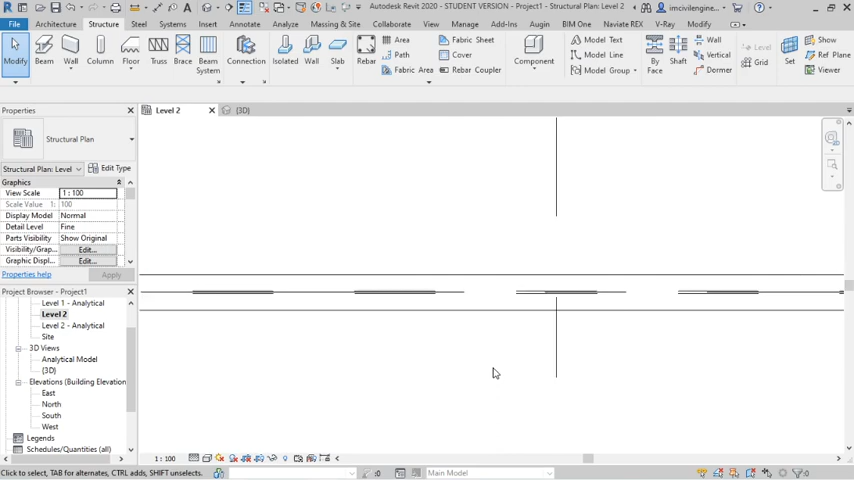 Autodesk Revit 2020 - STUDENT VERSION - Project1 - Structural Plan: Level 2
imcivilengine...
File Architecture Structure Steel Systems Insert Annotate Analyze Massing & Site Collaborate View Manage Add-Ins Augin BIM One Naviate REX V-Ray Modify
Modify Beam Wall Column Floor Truss Brace Beam System Connection Isolated Wall Slab Rebar
Area Fabric Sheet
Path Cover
Fabric Area Rebar Coupler
Component
Model Text
Model Line
Model Group
By Face Shaft
Wall
Vertical
Dormer
Level
Grid
Set
Show
Ref Plane
Viewer
Properties
Level 2 {3D}
Structural Plan
Structural Plan: Level Edit Type
Graphics
View Scale 1 : 100
Scale Value 1: 100
Display Model Normal
Detail Level Fine
Parts Visibility Show Original
Visibility/Grap... Edit...
Graphic Displ... Edit...
Properties help Apply
Project Browser - Project1
Level 1 - Analytical
Level 2
Level 2 - Analytical
Site
3D Views
Analytical Model
{3D}
Elevations (Building Elevation
East
North
South
West
Legends
Schedules/Quantities (all)
1 : 100
Click to select, TAB for alternates, CTRL adds, SHIFT unselects.
:0
Main Model
:0